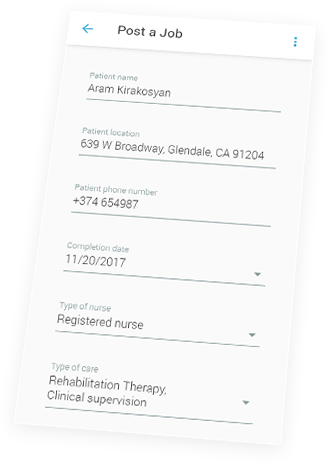 Post a Job
Patient name
Aram Kirakosyan
Patient location
639 W Broadway, Glendale, CA 91204
Patient phone number
+374 654987
Completion date
11/20/2017
Type of nurse
Registered nurse
Type of care
Rehabilitation Therapy,
Clinical supervision